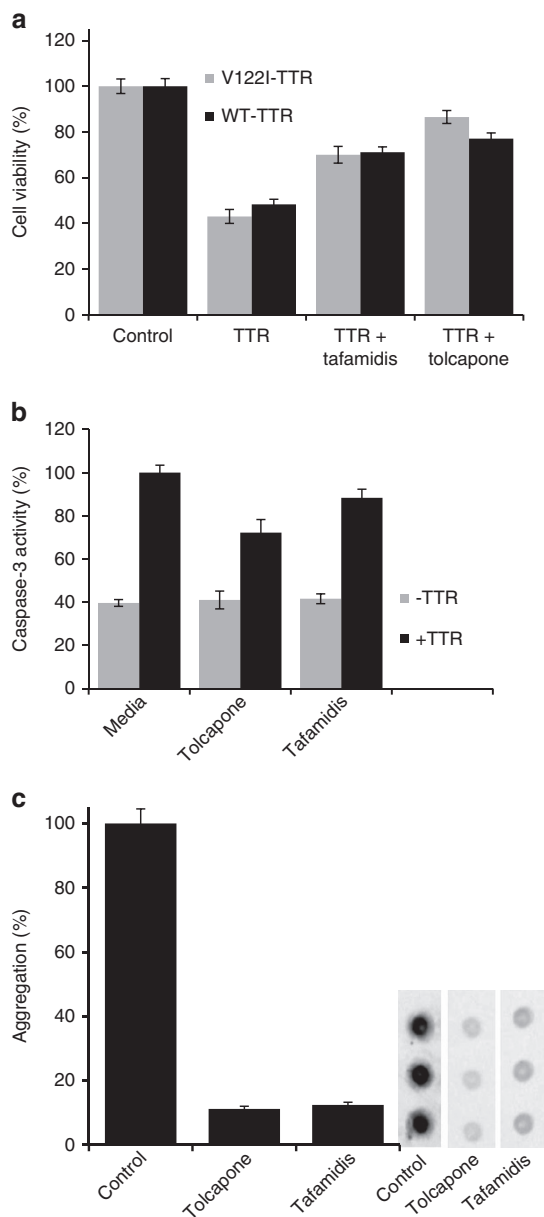 a
120
100
80
60
40
20
0
Cell viability (%)
V122I-TTR
WT-TTR
Control
TTR
TTR +
tafamidis
TTR +
tolcapone
b
120
100
80
60
40
20
0
Caspase-3 activity (%)
-TTR
+TTR
Media
Tolcapone
Tafamidis
c
100
80
60
40
20
0
Aggregation (%)
Control
Tolcapone
Tafamidis
Control
Tolcapone
Tafamidis